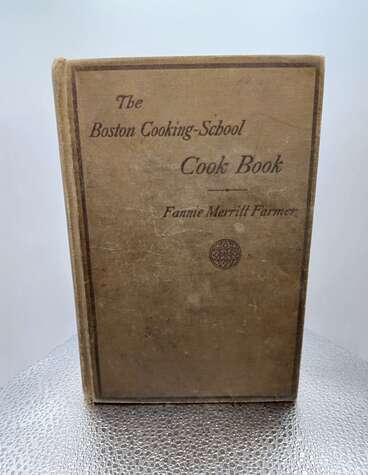 The
Boston Cooking-School
Cook Book
Fannie Merritt Farmer